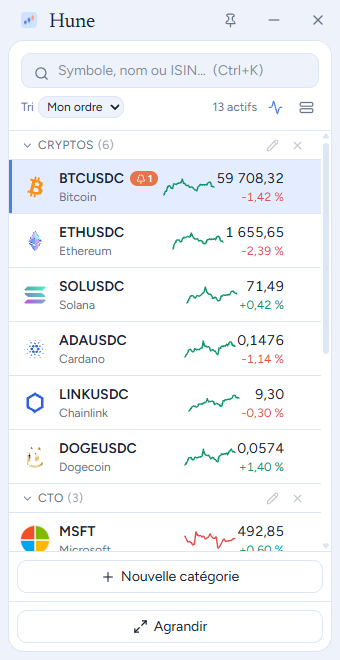 Hune
Symbole, nom ou ISIN... (Ctrl+K)
Tri Mon ordre 13 actifs
CRYPTOS (6)
BTCUSDC 1 59 708,32
Bitcoin -1,42 %
ETHUSDC 1 655,65
Ethereum -2,39 %
SOLUSDC 71,49
Solana +0,42 %
ADAUSDC 0,1476
Cardano -1,14 %
LINKUSDC 9,30
Chainlink -0,30 %
DOGEUSDC 0,0574
Dogecoin +1,40 %
CTO (3)
MSFT 492,85
Microsoft +0,60 %
+ Nouvelle catégorie
Agrandir